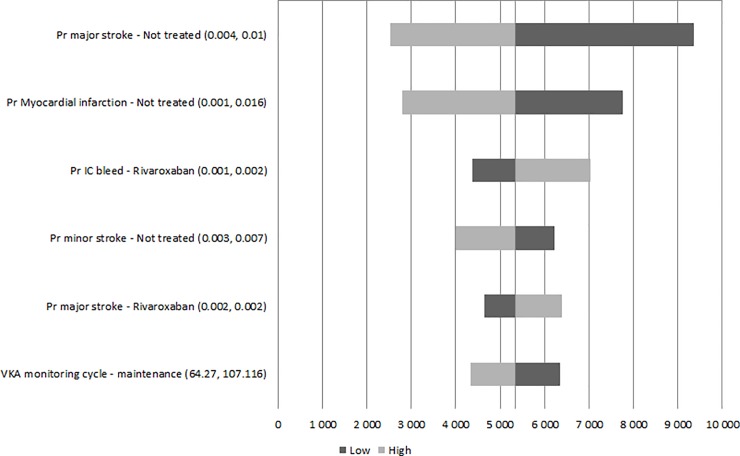 Pr major stroke - Not treated (0.004, 0.01)
Pr Myocardial infarction - Not treated (0.001, 0.016)
Pr IC bleed - Rivaroxaban (0.001, 0.002)
Pr minor stroke - Not treated (0.003, 0.007)
Pr major stroke - Rivaroxaban (0.002, 0.002)
VKA monitoring cycle - maintenance (64.27, 107.116)
0 1 000 2 000 3 000 4 000 5 000 6 000 7 000 8 000 9 000 10 000
Low High